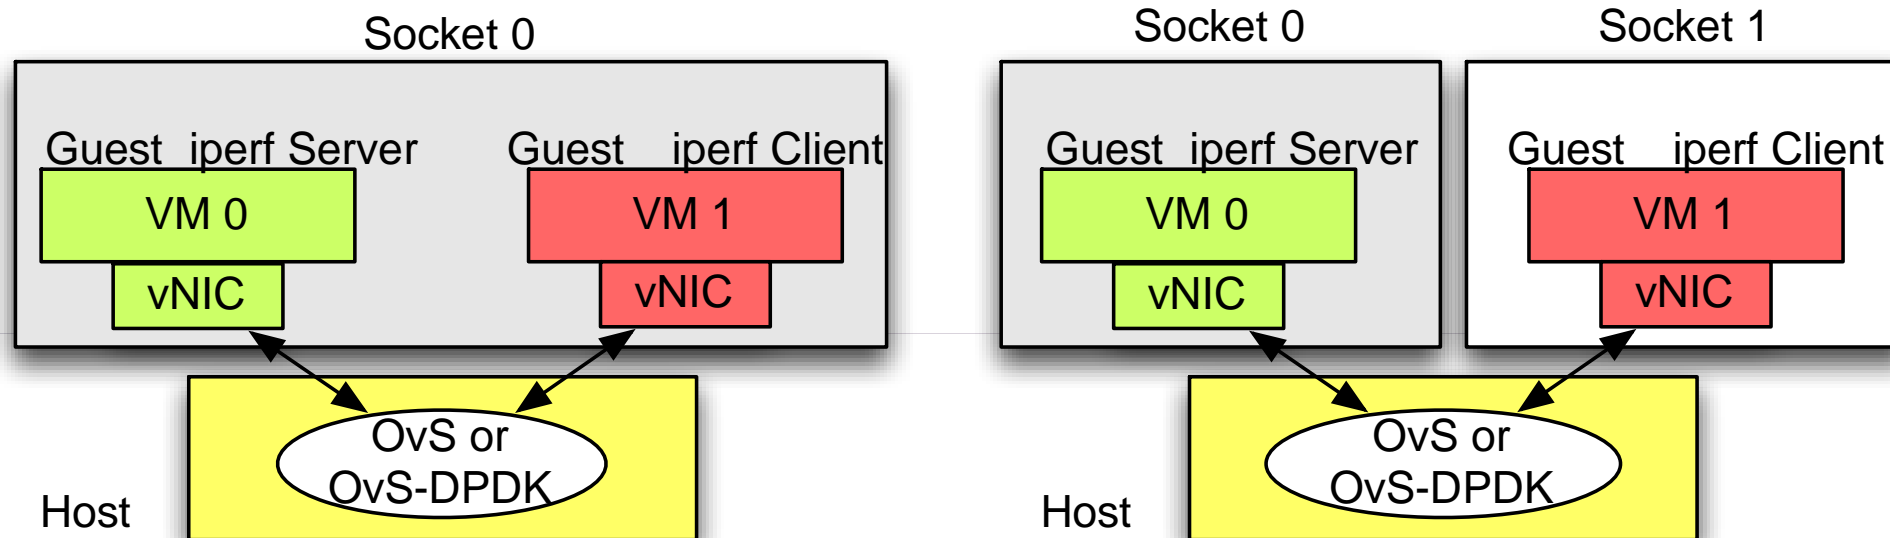 Socket 0
Guest iperf Server
Guest iperf Client
VM 0
VM 1
vNIC
vNIC
OvS or
OvS-DPDK
Host
Socket 0
Socket 1
Guest iperf Server
Guest iperf Client
VM 0
VM 1
vNIC
vNIC
OvS or
OvS-DPDK
Host